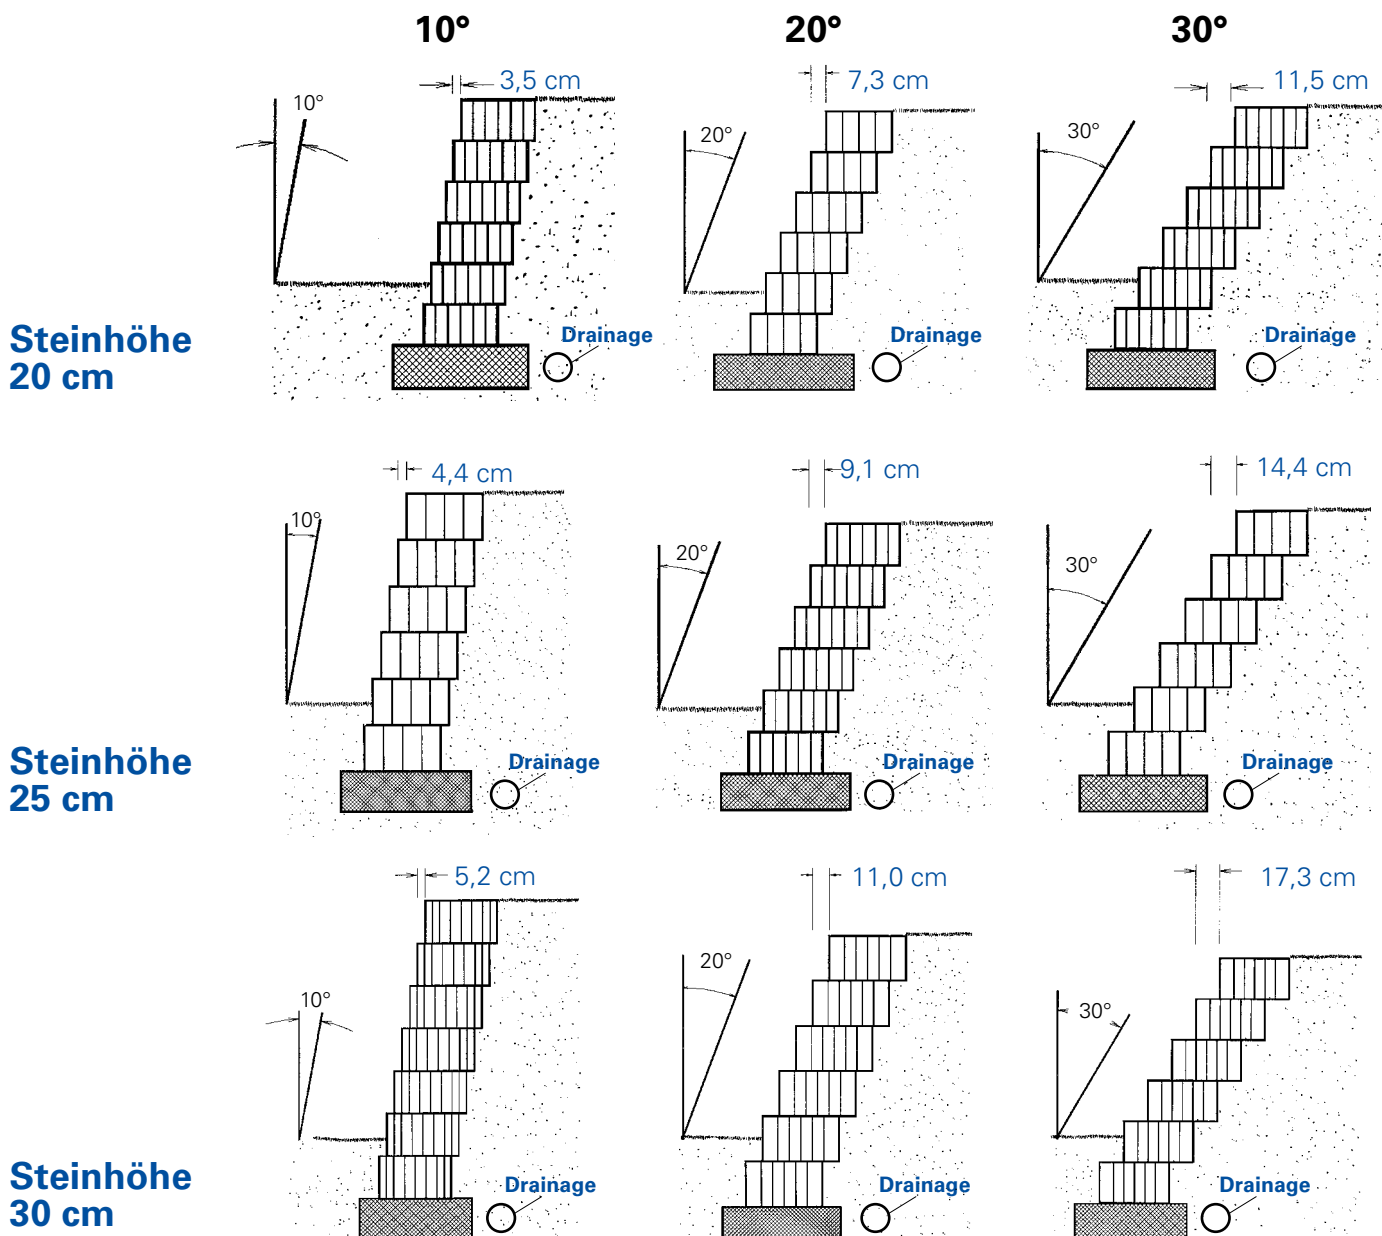 10° 20° 30°
3,5 cm 7,3 cm 11,5 cm
10° 20° 30°
Steinhöhe
20 cm
Drainage Drainage Drainage
4,4 cm 9,1 cm 14,4 cm
10° 20° 30°
Steinhöhe
25 cm
Drainage Drainage Drainage
5,2 cm 11,0 cm 17,3 cm
10° 20° 30°
Steinhöhe
30 cm
Drainage Drainage Drainage